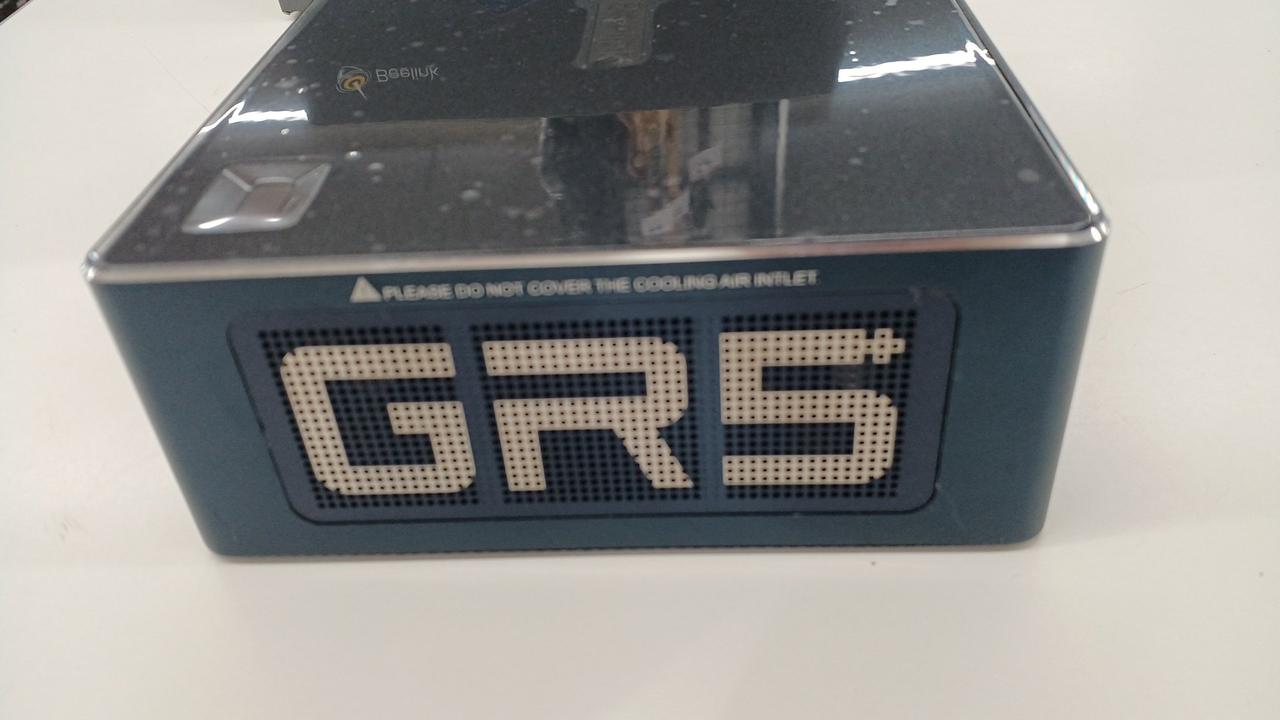 Beelink
PLEASE DO NOT COVER THE COOLING AIR INTLET
GR5+